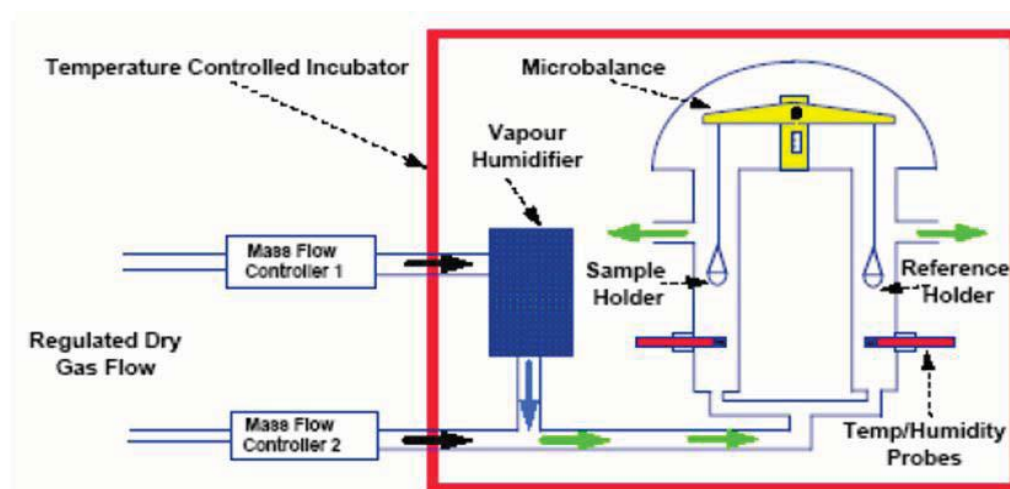 Temperature Controlled Incubator
Microbalance
Vapour
Humidifier
Mass Flow
Controller 1
Sample
Holder
Reference
Holder
Regulated Dry
Gas Flow
Mass Flow
Controller 2
Temp/Humidity
Probes